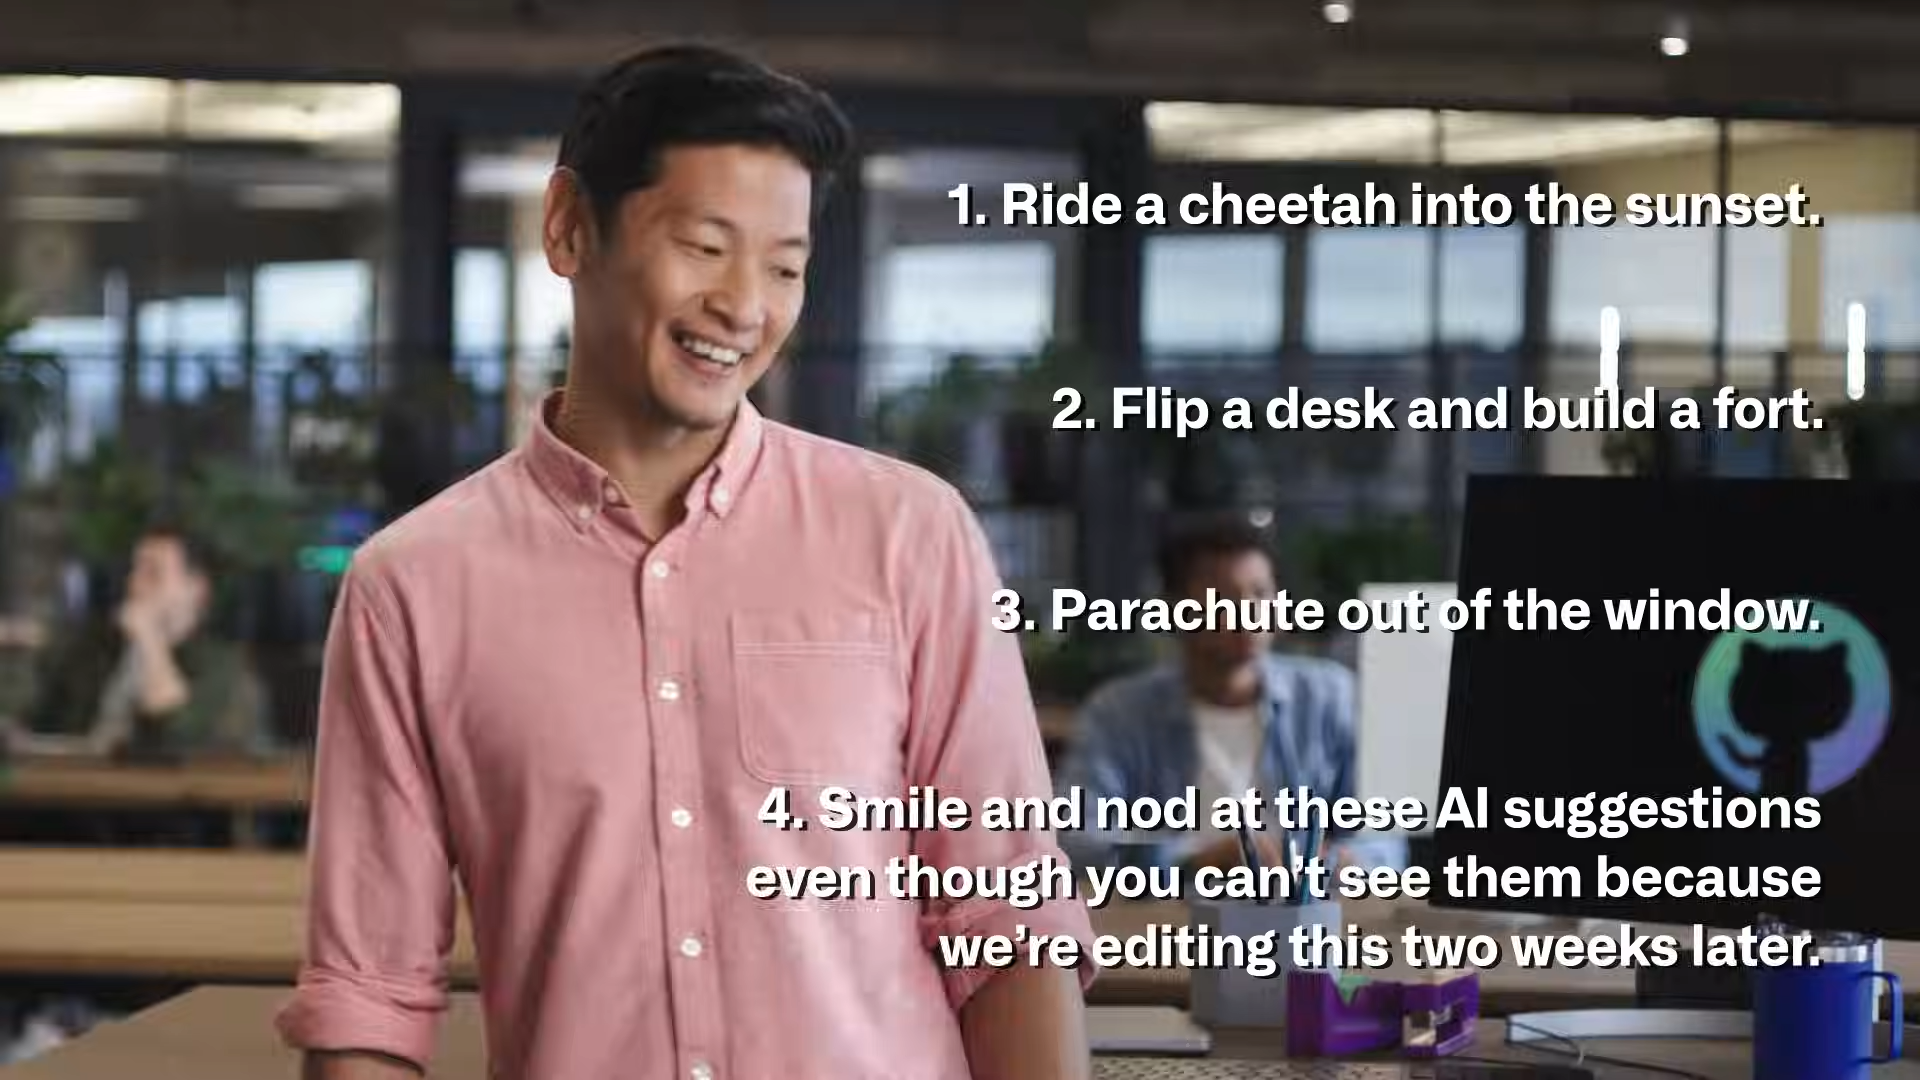 1. Ride a cheetah into the sunset.
2. Flip a desk and build a fort.
3. Parachute out of the window.
4. Smile and nod at these AI suggestions
even though you can’t see them because
we’re editing this two weeks later.